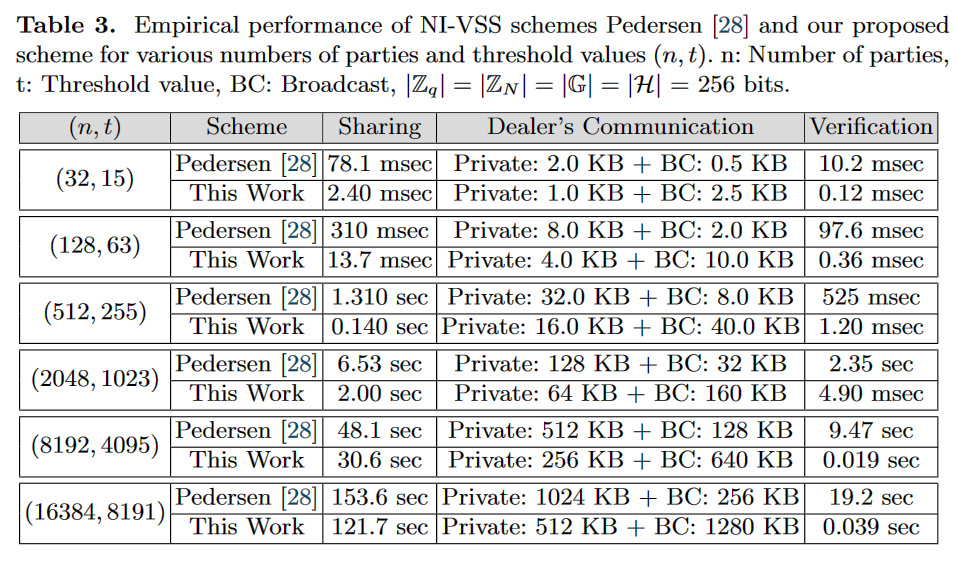 Table 3. Empirical performance of NI-VSS schemes Pedersen [28] and our proposed
scheme for various numbers of parties and threshold values (n, t). n: Number of parties,
t: Threshold value, BC: Broadcast, |ℤq| = |ℤN| = |𝔾| = |ℋ| = 256 bits.
(n, t) Scheme Sharing Dealer's Communication Verification
(32, 15) Pedersen [28] 78.1 msec Private: 2.0 KB + BC: 0.5 KB 10.2 msec
This Work 2.40 msec Private: 1.0 KB + BC: 2.5 KB 0.12 msec
(128, 63) Pedersen [28] 310 msec Private: 8.0 KB + BC: 2.0 KB 97.6 msec
This Work 13.7 msec Private: 4.0 KB + BC: 10.0 KB 0.36 msec
(512, 255) Pedersen [28] 1.310 sec Private: 32.0 KB + BC: 8.0 KB 525 msec
This Work 0.140 sec Private: 16.0 KB + BC: 40.0 KB 1.20 msec
(2048, 1023) Pedersen [28] 6.53 sec Private: 128 KB + BC: 32 KB 2.35 sec
This Work 2.00 sec Private: 64 KB + BC: 160 KB 4.90 msec
(8192, 4095) Pedersen [28] 48.1 sec Private: 512 KB + BC: 128 KB 9.47 sec
This Work 30.6 sec Private: 256 KB + BC: 640 KB 0.019 sec
(16384, 8191) Pedersen [28] 153.6 sec Private: 1024 KB + BC: 256 KB 19.2 sec
This Work 121.7 sec Private: 512 KB + BC: 1280 KB 0.039 sec